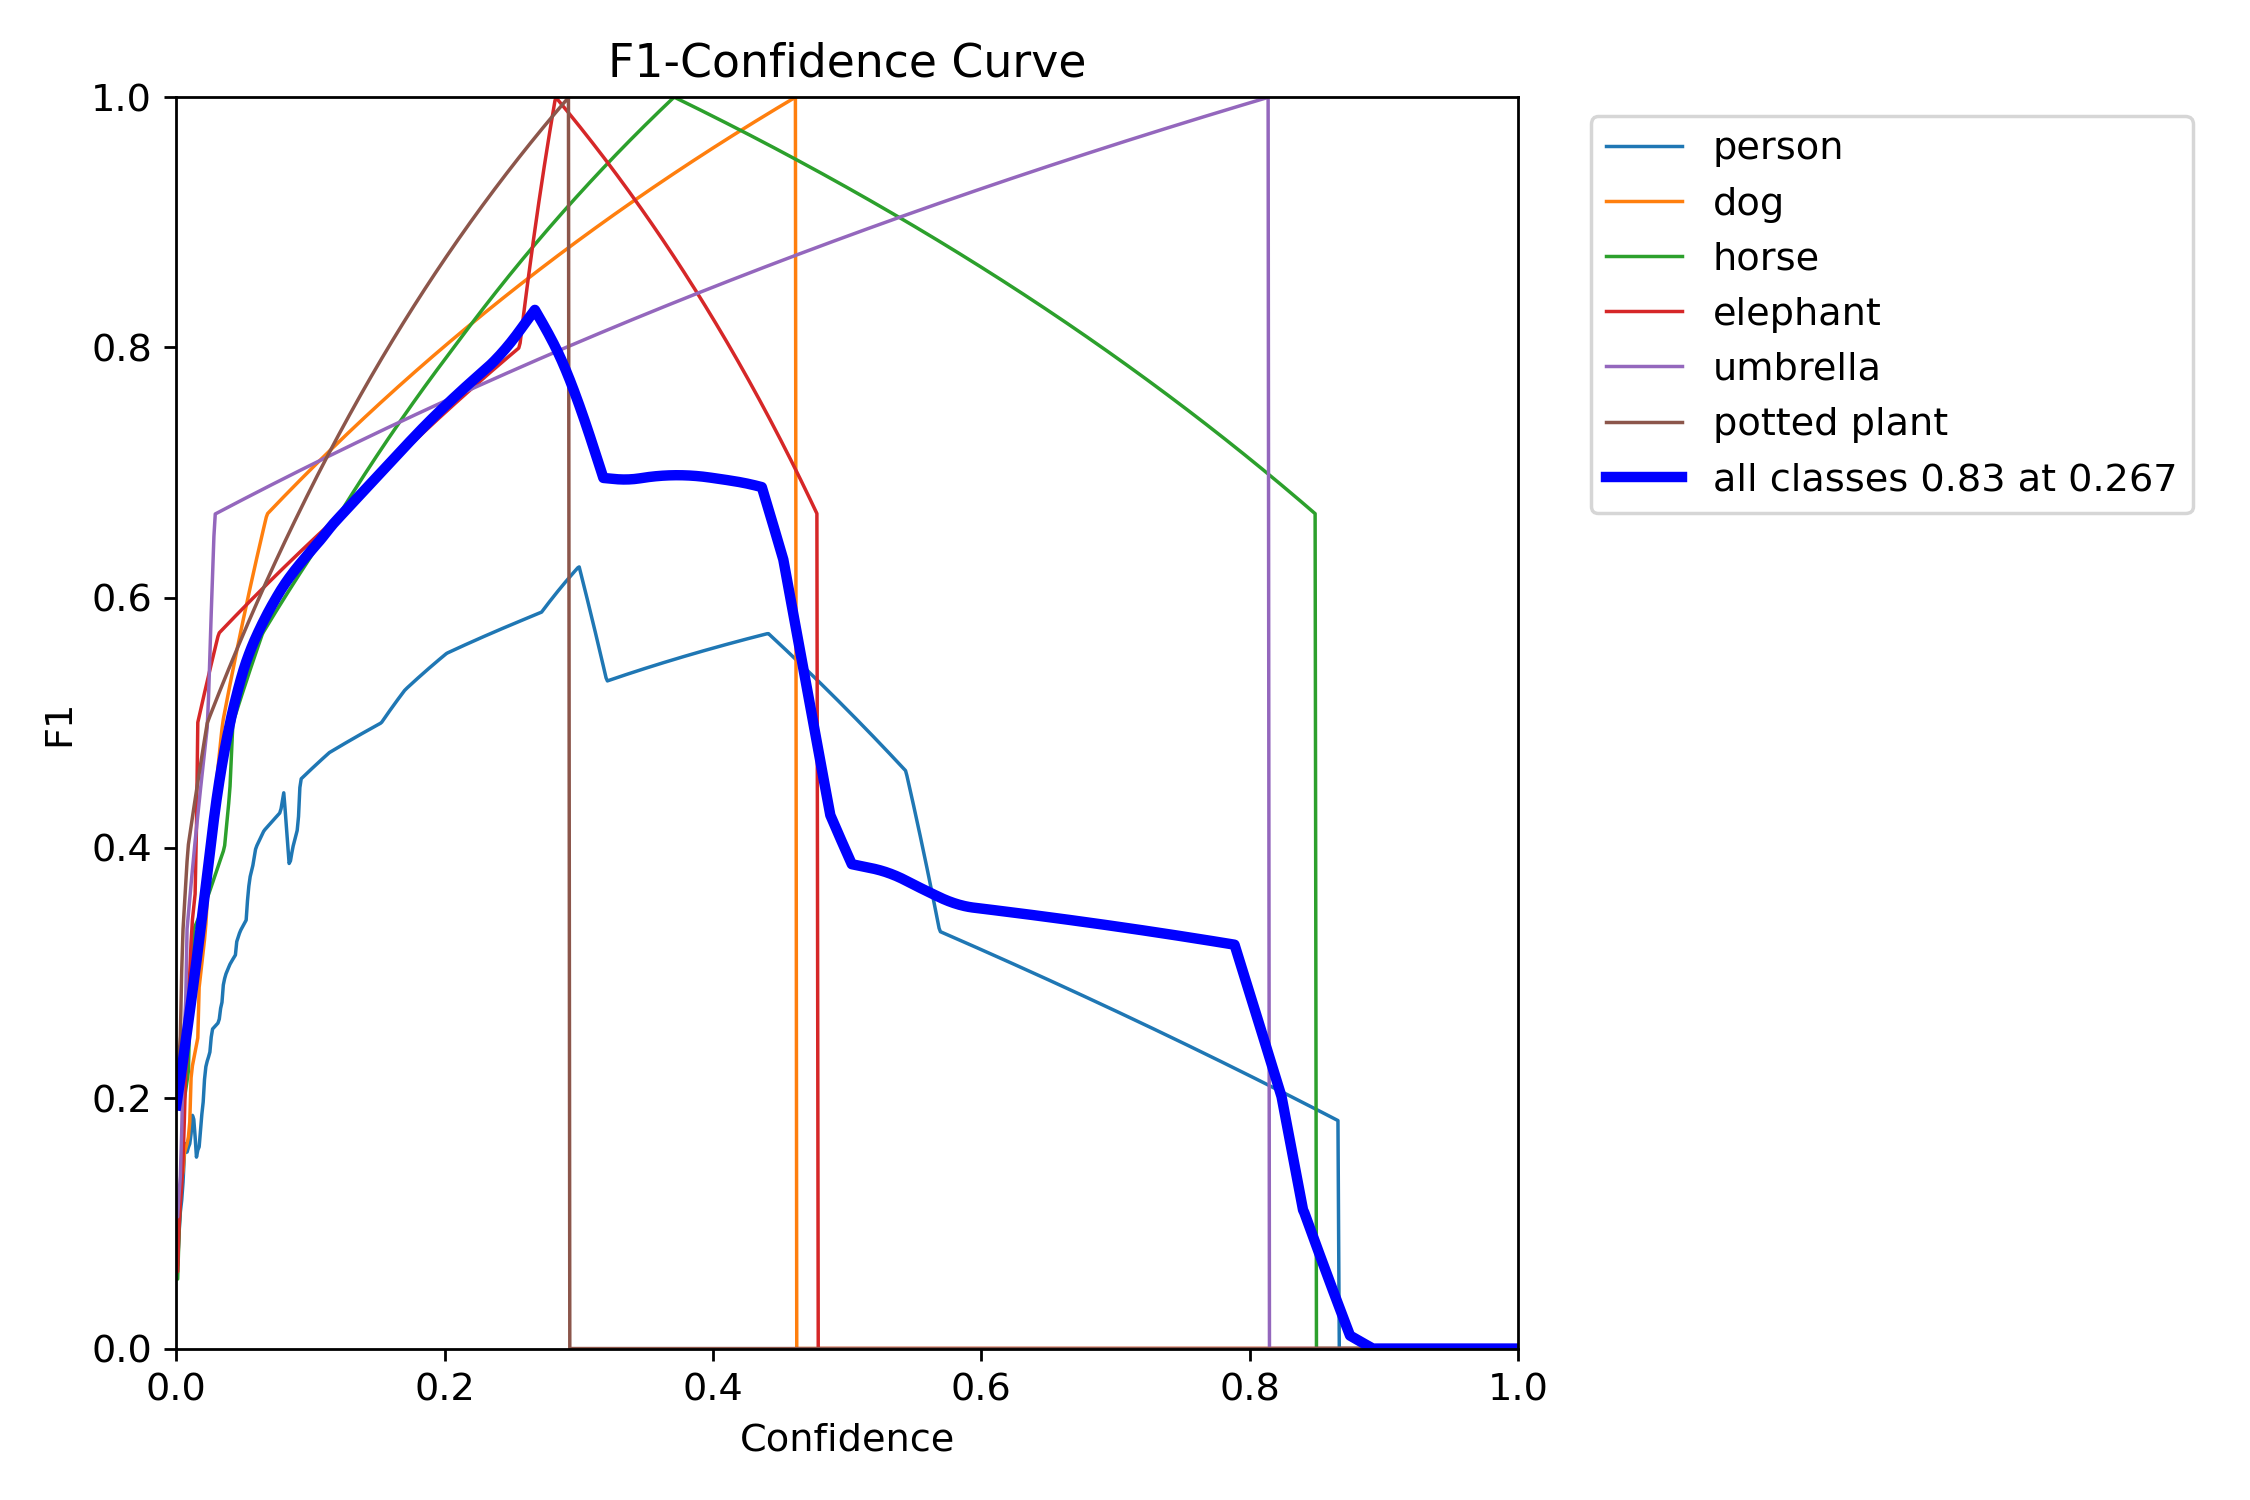 F1-Confidence Curve
1.0
0.8
0.6
0.4
0.2
0.0
F1
0.0 0.2 0.4 0.6 0.8 1.0
Confidence
person
dog
horse
elephant
umbrella
potted plant
all classes 0.83 at 0.267